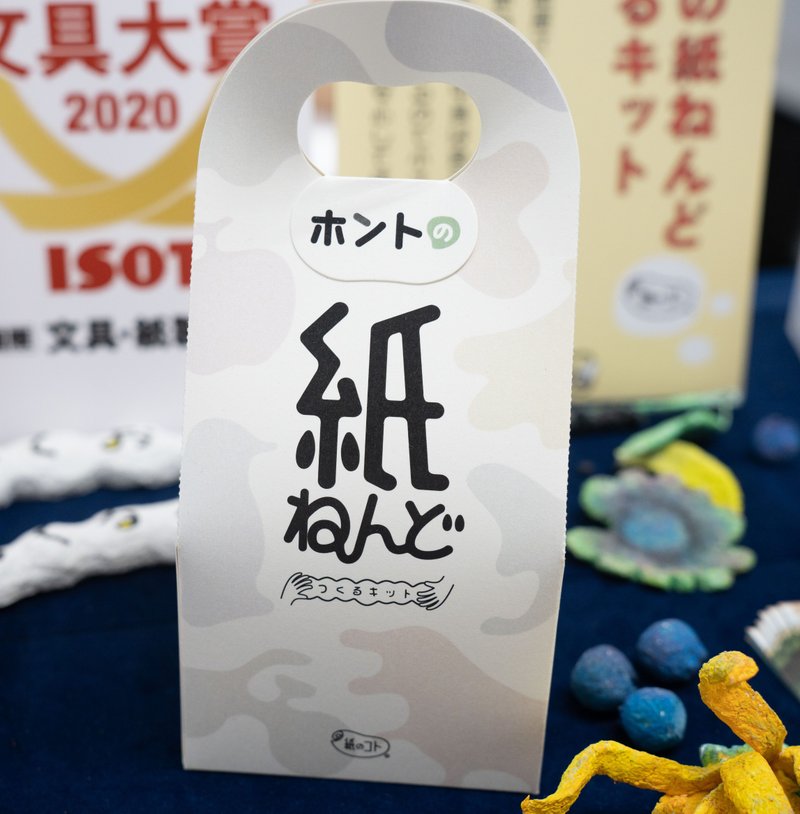 文具大賞
2020
ISOT
文具・紙製
の紙ねんど
るキット
ホントの
紙
ねんど
つくるキット
紙のコト